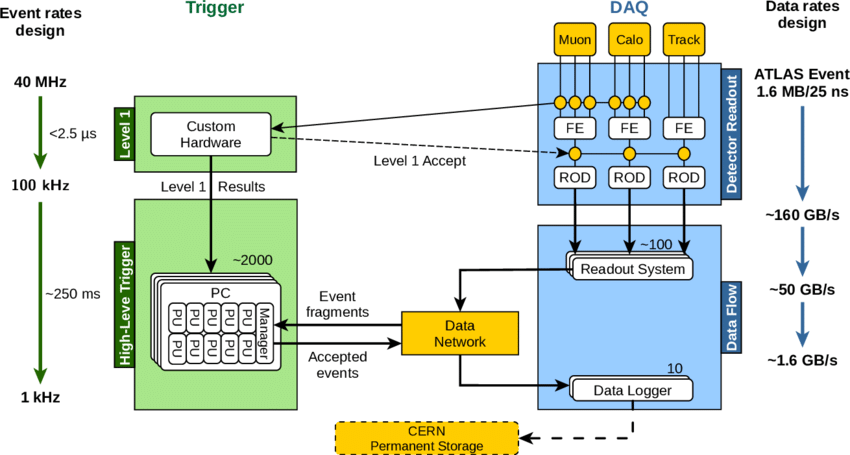 Event rates
design
Trigger
DAQ
Data rates
design
Muon
Calo
Track
40 MHz
ATLAS Event
1.6 MB/25 ns
<2.5 µs
Level 1
Custom
Hardware
FE
FE
FE
Level 1 Accept
ROD
ROD
ROD
Detector Readout
100 kHz
Level 1
Results
~160 GB/s
~2000
~100
Readout System
~250 ms
High-Leve Trigger
PC
PU
PU
PU
PU
PU
PU
PU
PU
PU
PU
Manager
Event
fragments
Accepted
events
Data
Network
Data Flow
~50 GB/s
~1.6 GB/s
10
Data Logger
1 kHz
CERN
Permanent Storage